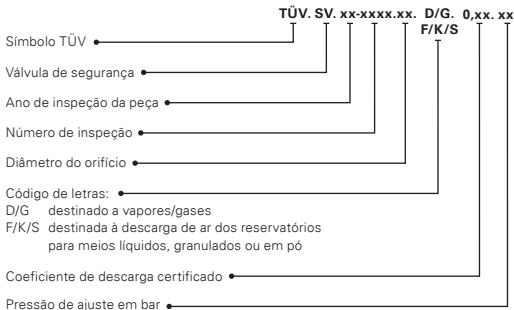 TÜV. SV. xx-xxxx.xx. D/G. 0,xx. xx
F/K/S
Símbolo TÜV
Válvula de segurança
Ano de inspeção da peça
Número de inspeção
Diâmetro do orifício
Código de letras:
D/G destinado a vapores/gases
F/K/S destinada à descarga de ar dos reservatórios
para meios líquidos, granulados ou em pó
Coeficiente de descarga certificado
Pressão de ajuste em bar